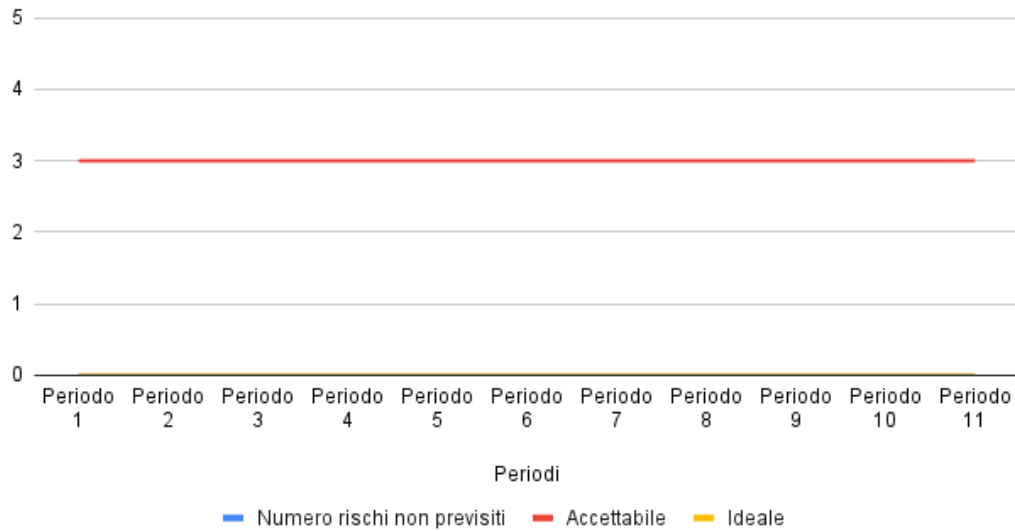 5
4
3
2
1
0
Periodo Periodo Periodo Periodo Periodo Periodo Periodo Periodo Periodo Periodo Periodo
1 2 3 4 5 6 7 8 9 10 11
Periodi
Numero rischi non previsiti Accettabile Ideale